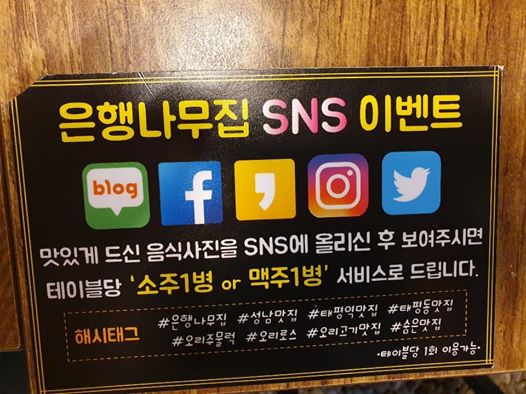 은행나무집 SNS 이벤트
blog
맛있게 드신 음식사진을 SNS에 올리신 후 보여주시면
테이블당 '소주1병 or 맥주1병' 서비스로 드립니다.
해시태그
#은행나무집 #성남맛집 #태평역맛집 #태평동맛집
#오리주물럭 #오리로스 #오리고기맛집 #숨은맛집
*테이블당 1회 이용가능*